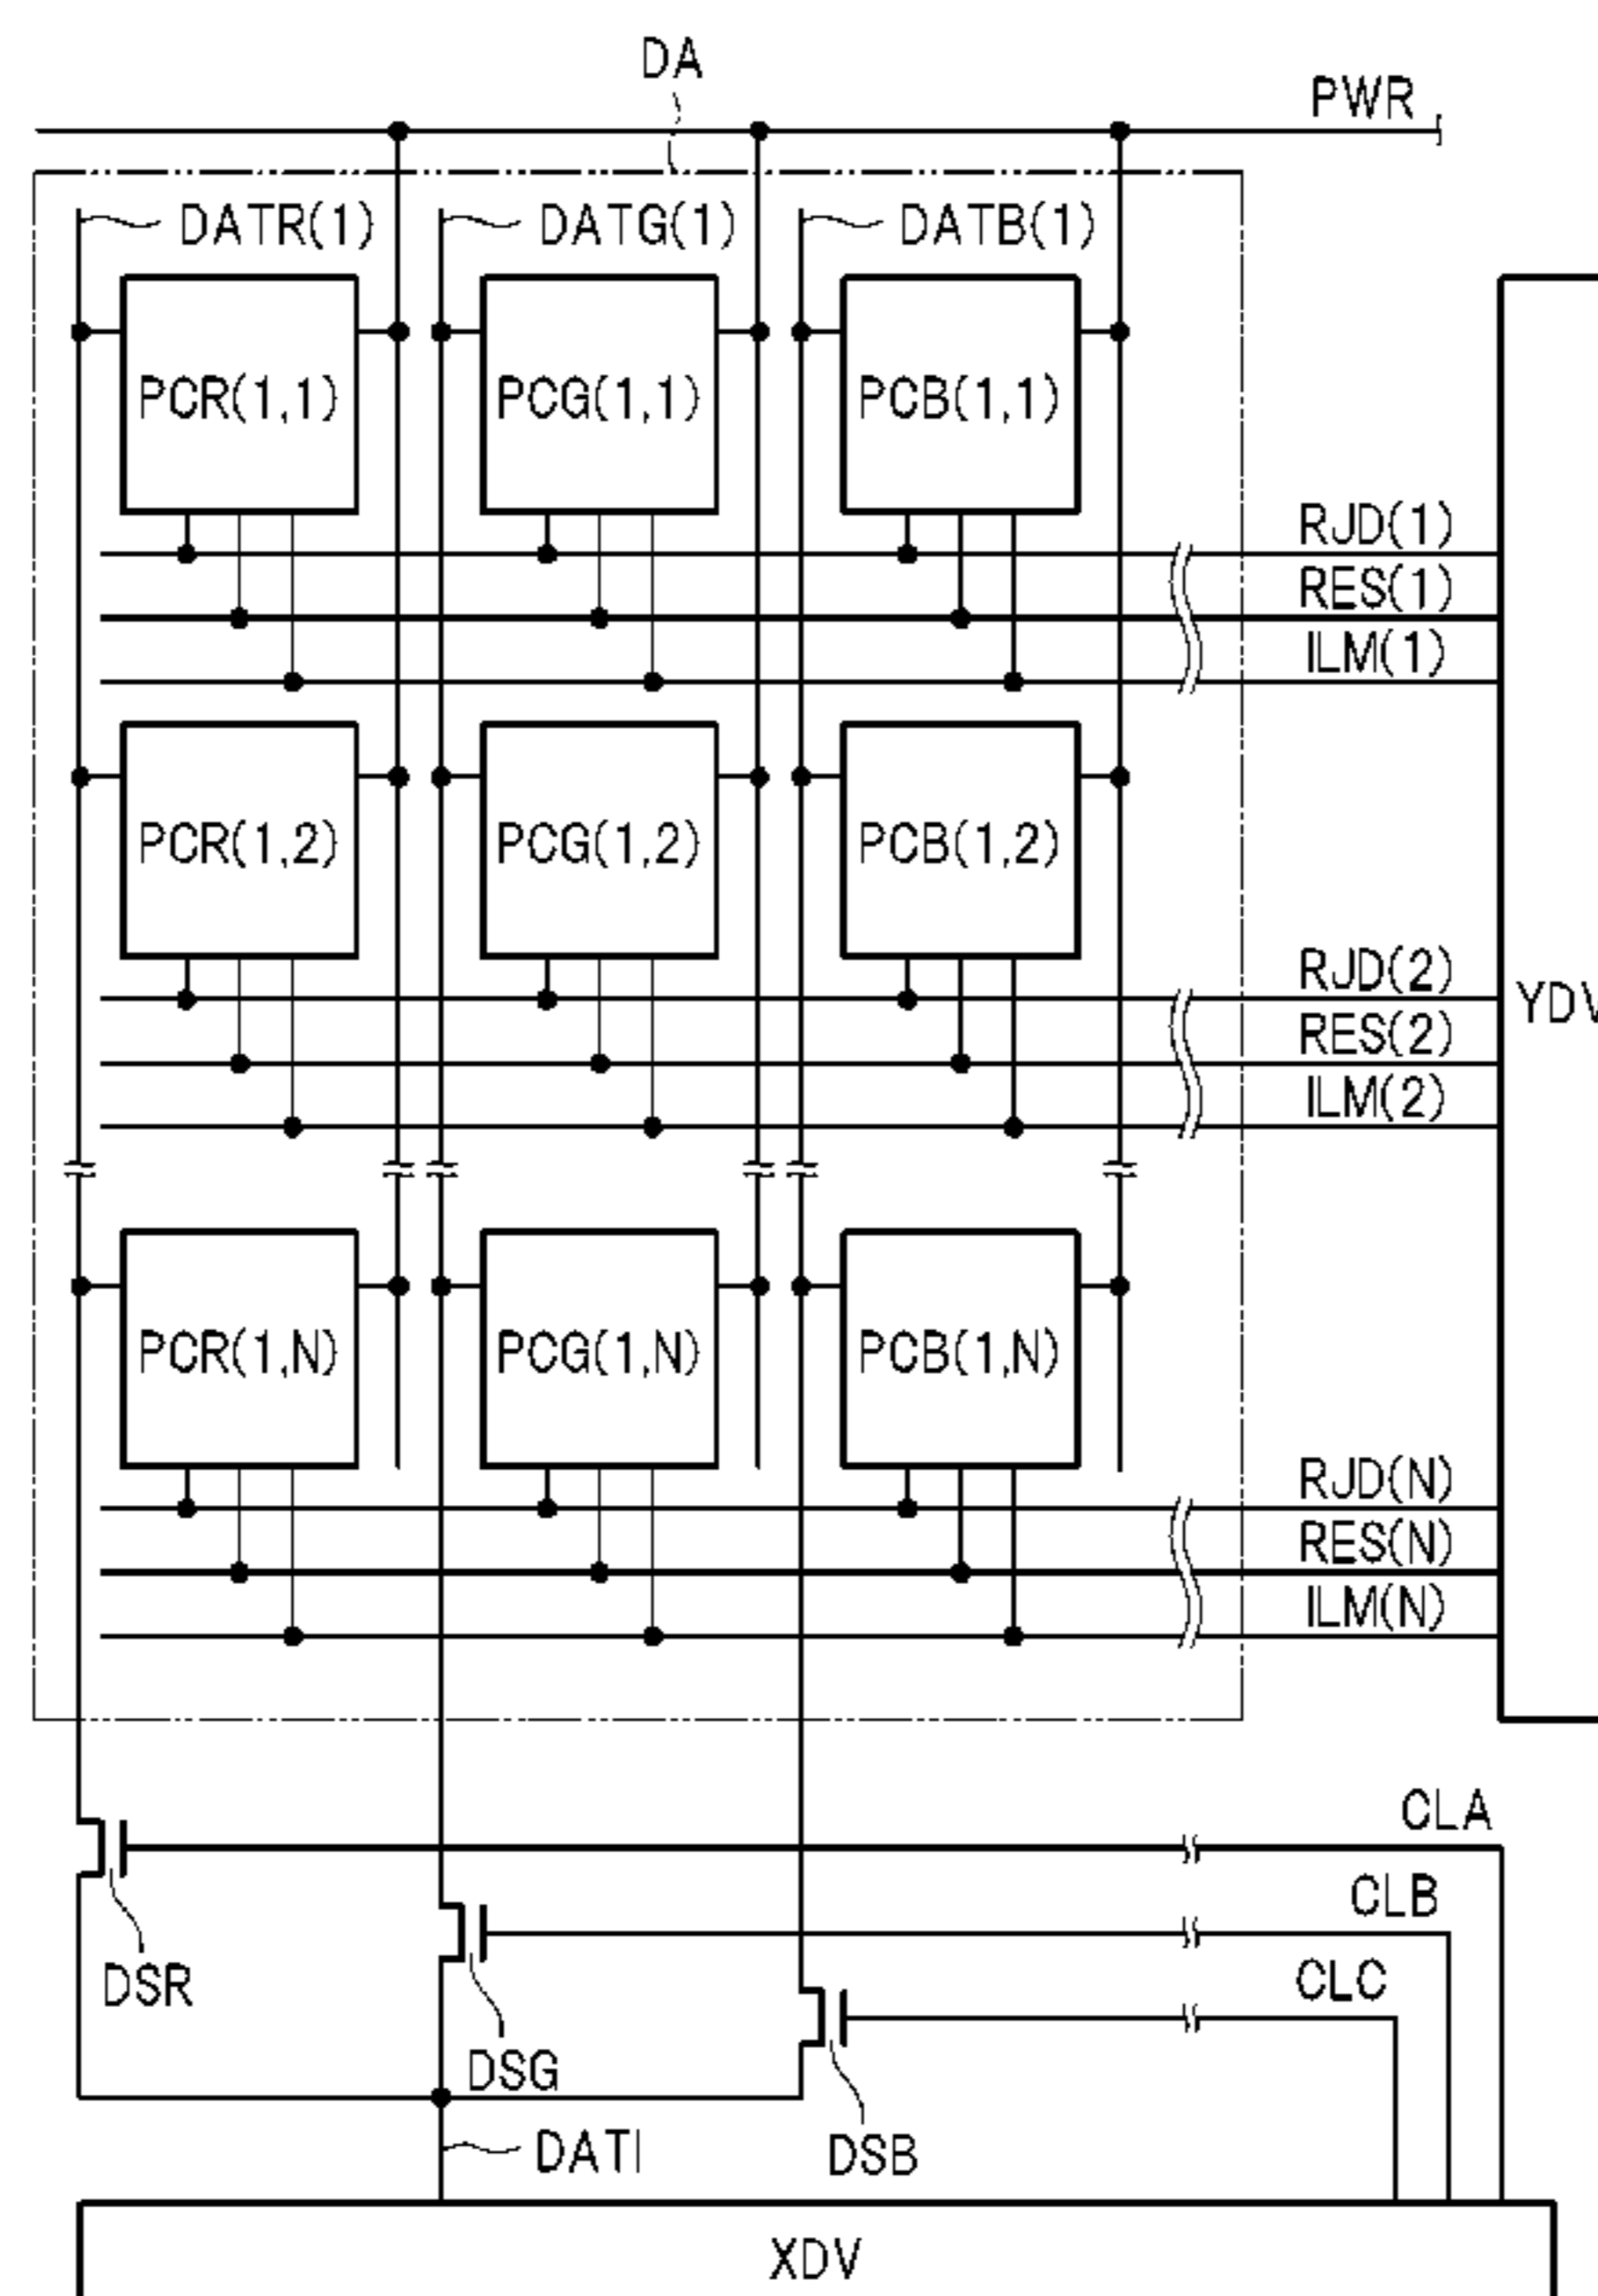 DA
PWR
DATR(1) DATG(1) DATB(1)
PCR(1,1) PCG(1,1) PCB(1,1)
RJD(1)
RES(1)
ILM(1)
PCR(1,2) PCG(1,2) PCB(1,2)
RJD(2)
YDV
RES(2)
ILM(2)
PCR(1,N) PCG(1,N) PCB(1,N)
RJD(N)
RES(N)
ILM(N)
CLA
CLB
DSR
CLC
DSG
DATI
DSB
XDV